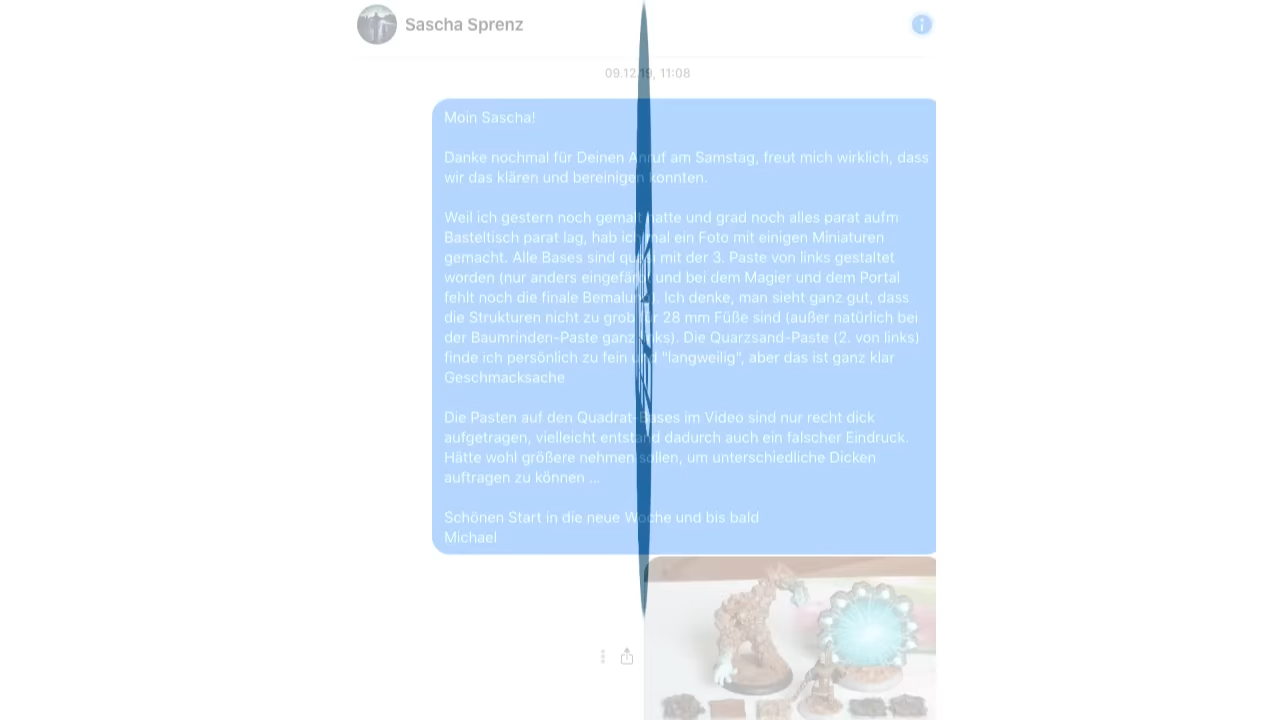 Sascha Sprenz
09.12.19, 11:08
Moin Sascha!
Danke nochmal für Deinen Anruf am Samstag, freut mich wirklich, dass
wir das klären und bereinigen konnten.
Weil ich gestern noch gemalt hatte und grad noch alles parat aufm
Basteltisch parat lag, hab ich mal ein Foto mit einigen Miniaturen
gemacht. Alle Bases sind quasi mit der 3. Paste von links gestaltet
worden (nur anders eingefärbt und bei dem Magier und dem Portal
fehlt noch die finale Bemalung). Ich denke, man sieht ganz gut, dass
die Strukturen nicht zu grob für 28 mm Füße sind (außer natürlich bei
der Baumrinden-Paste ganz links). Die Quarzsand-Paste (2. von links)
finde ich persönlich zu fein und "langweilig", aber das ist ganz klar
Geschmacksache
Die Pasten auf den Quadrat-Bases im Video sind nur recht dick
aufgetragen, vielleicht entstand dadurch auch ein falscher Eindruck.
Hätte wohl größere nehmen sollen, um unterschiedliche Dicken
auftragen zu können ...
Schönen Start in die neue Woche und bis bald
Michael